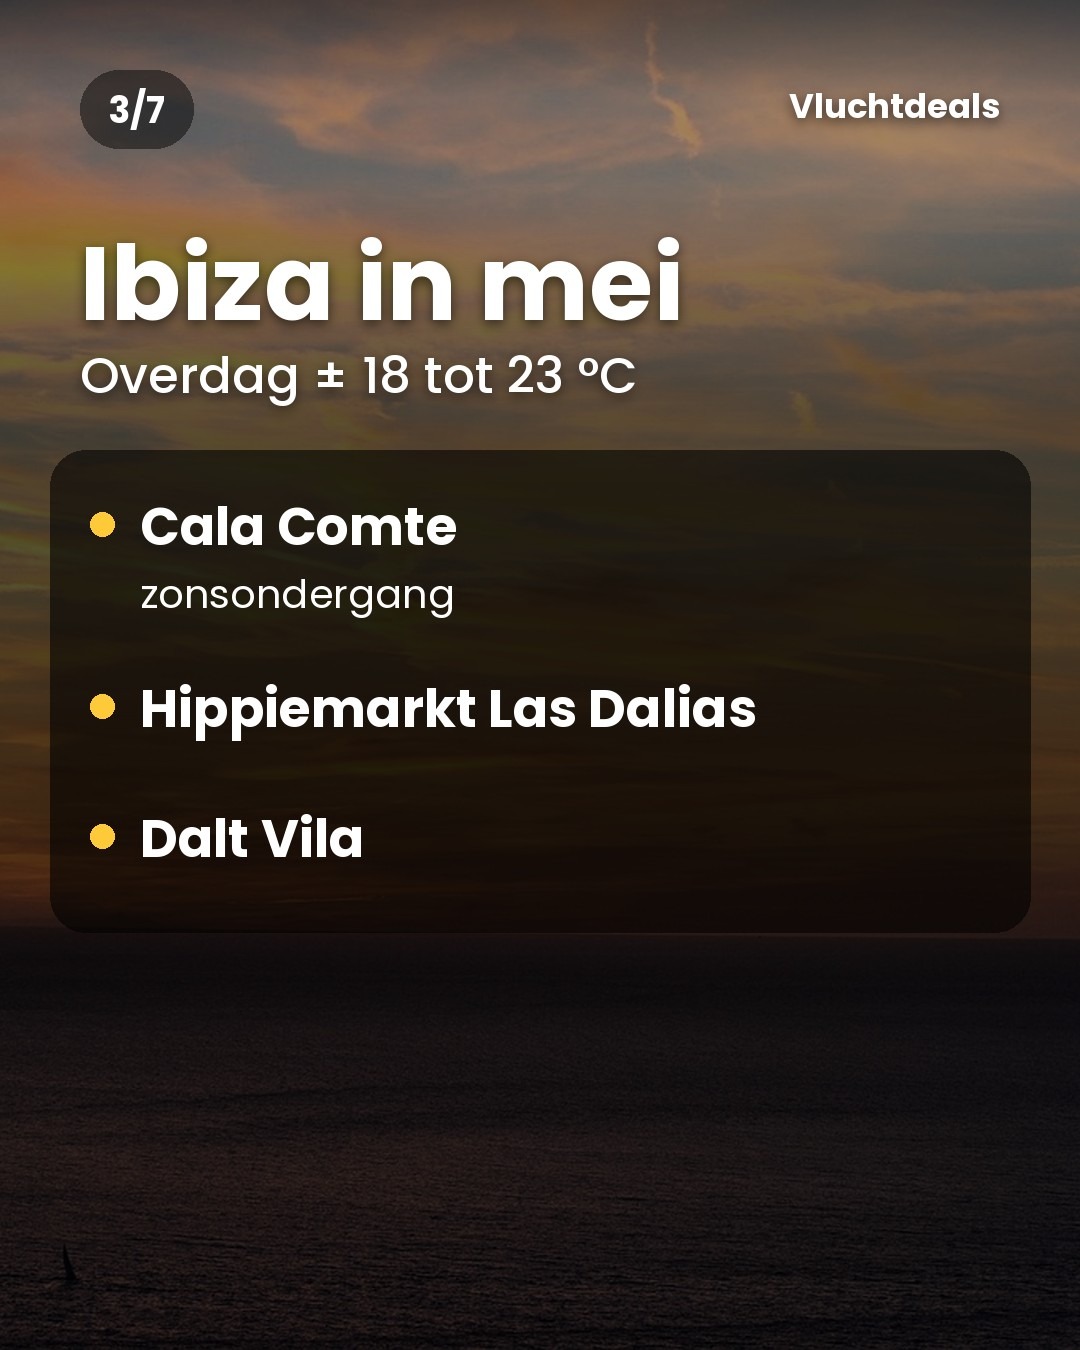 3/7
Vluchtdeals
Ibiza in mei
Overdag ± 18 tot 23 °C
Cala Comte
zonsondergang
Hippiemarkt Las Dalias
Dalt Vila